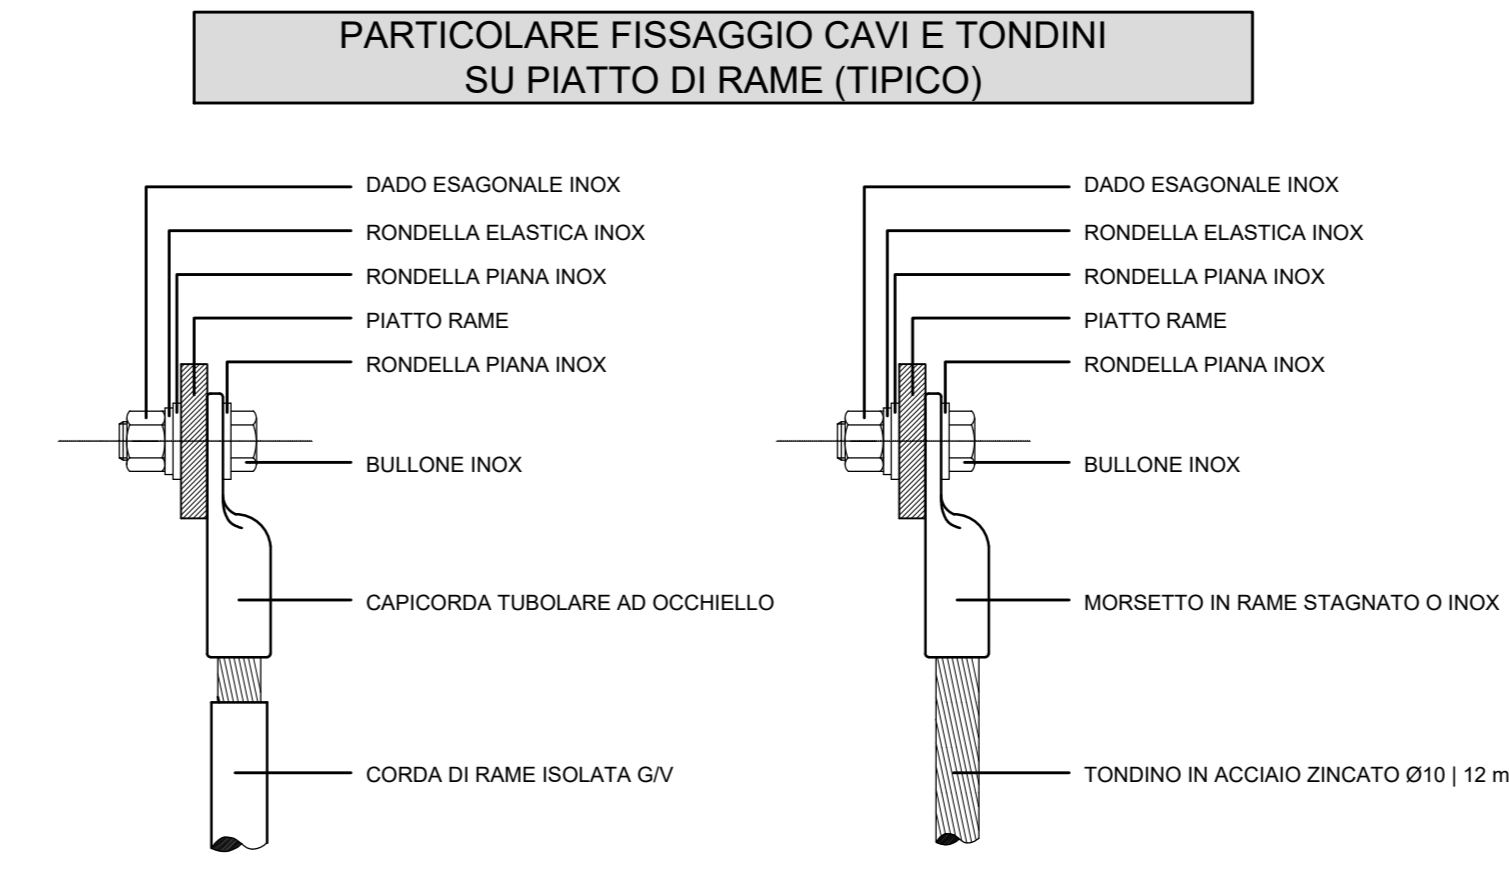 PARTICOLARE FISSAGGIO CAVI E TONDINI
SU PIATTO DI RAME (TIPICO)
DADO ESAGONALE INOX
RONDELLA ELASTICA INOX
RONDELLA PIANA INOX
PIATTO RAME
RONDELLA PIANA INOX
BULLONE INOX
CAPICORDA TUBOLARE AD OCCHIELLO
CORDA DI RAME ISOLATA G/V
DADO ESAGONALE INOX
RONDELLA ELASTICA INOX
RONDELLA PIANA INOX
PIATTO RAME
RONDELLA PIANA INOX
BULLONE INOX
MORSETTO IN RAME STAGNATO O INOX
TONDINO IN ACCIAIO ZINCATO Ø10 | 12 m